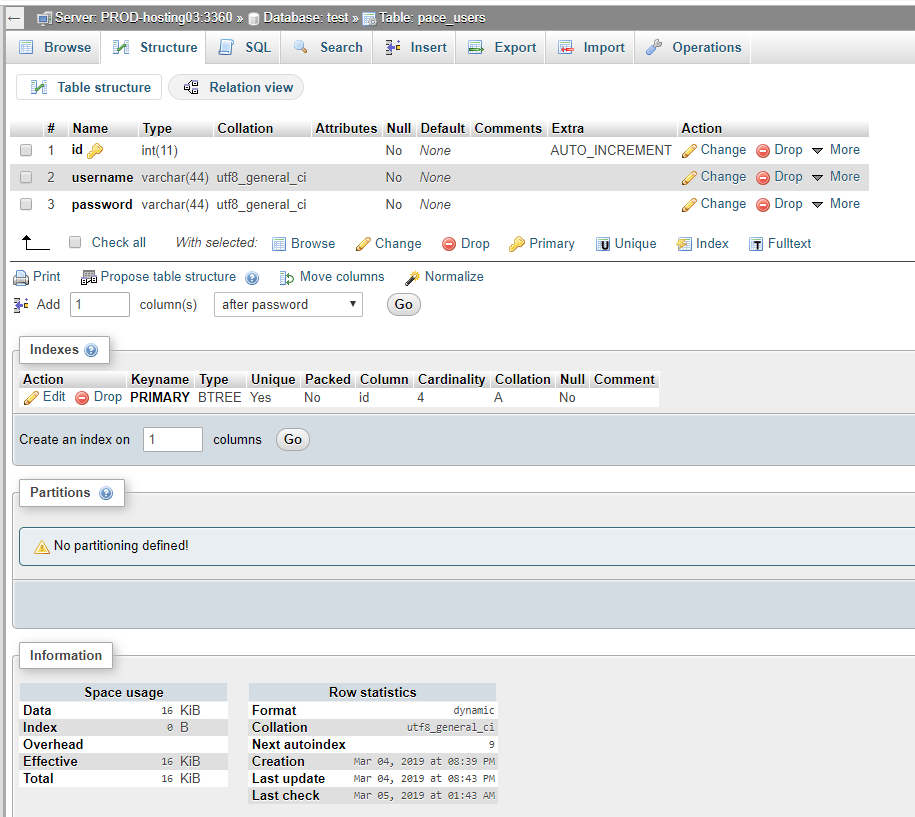 Server: PROD-hosting03:3360 » Database: test » Table: pace_users
Browse Structure SQL Search Insert Export Import Operations
Table structure Relation view
# Name Type Collation Attributes Null Default Comments Extra Action
1 id int(11) No None AUTO_INCREMENT Change Drop More
2 username varchar(44) utf8_general_ci No None Change Drop More
3 password varchar(44) utf8_general_ci No None Change Drop More
Check all With selected: Browse Change Drop Primary Unique Index Fulltext
Print Propose table structure Move columns Normalize
Add 1 column(s) after password Go
Indexes
Action Keyname Type Unique Packed Column Cardinality Collation Null Comment
Edit Drop PRIMARY BTREE Yes No id 4 A No
Create an index on 1 columns Go
Partitions
No partitioning defined!
Information
Space usage
Data 16 KiB
Index 0 B
Overhead
Effective 16 KiB
Total 16 KiB
Row statistics
Format dynamic
Collation utf8_general_ci
Next autoindex 9
Creation Mar 04, 2019 at 08:39 PM
Last update Mar 04, 2019 at 08:43 PM
Last check Mar 05, 2019 at 01:43 AM